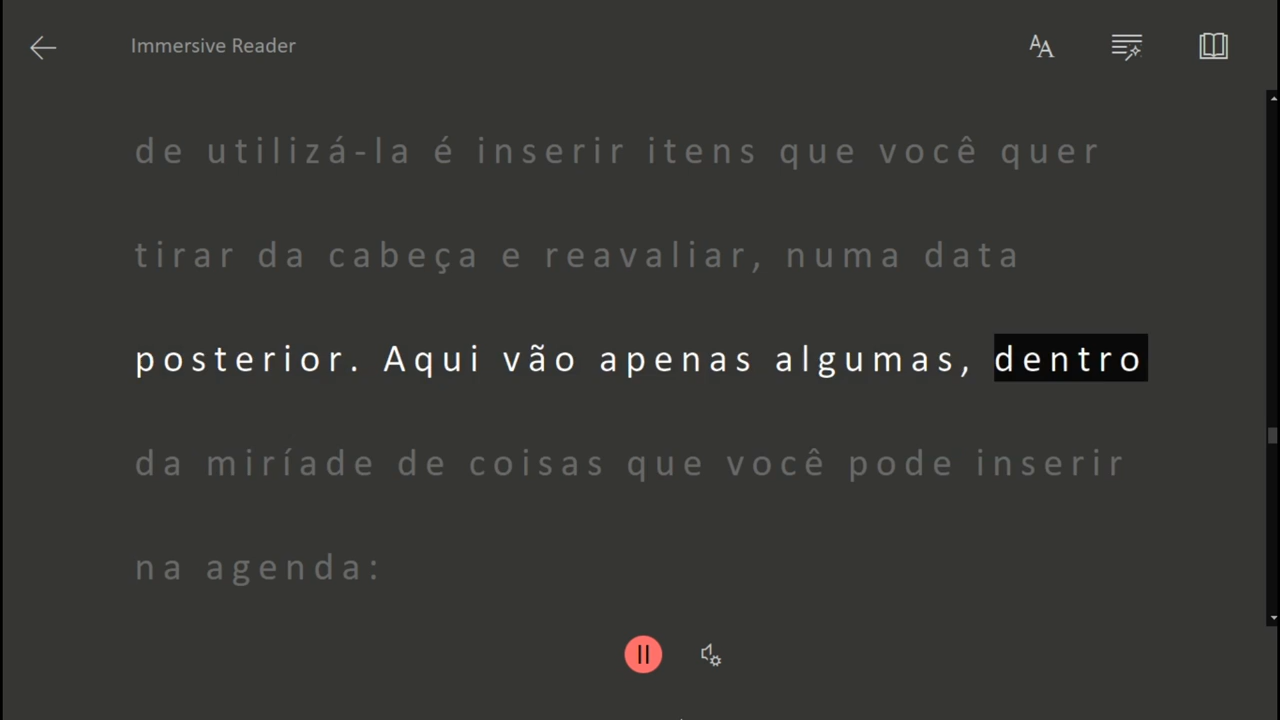 Immersive Reader
de utilizá-la é inserir itens que você quer
tirar da cabeça e reavaliar, numa data
posterior. Aqui vão apenas algumas, dentro
da miríade de coisas que você pode inserir
na agenda: